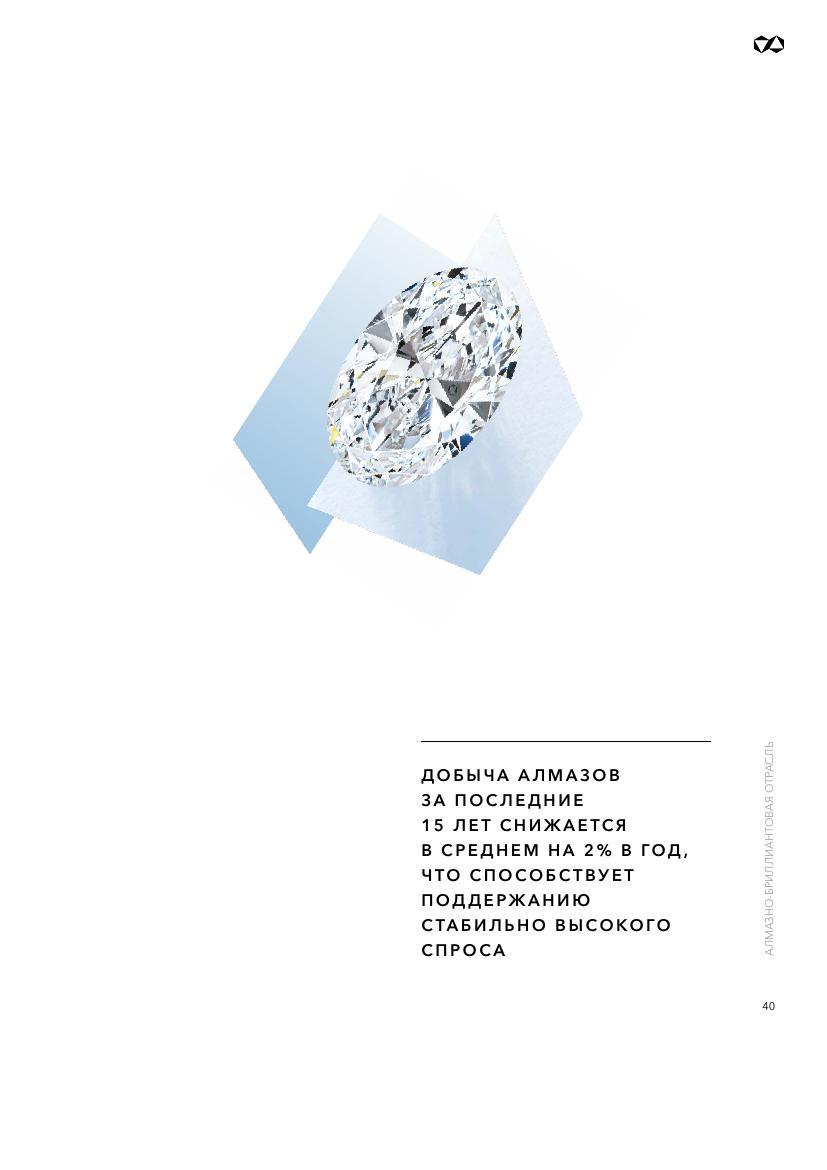 ДОБЫЧА АЛМАЗОВ
ЗА ПОСЛЕДНИЕ
15 ЛЕТ СНИЖАЕТСЯ
В СРЕДНЕМ НА 2% В ГОД,
ЧТО СПОСОБСТВУЕТ
ПОДДЕРЖАНИЮ
СТАБИЛЬНО ВЫСОКОГО
СПРОСА
АЛМАЗНО-БРИЛЛИАНТОВАЯ ОТРАСЛЬ
40